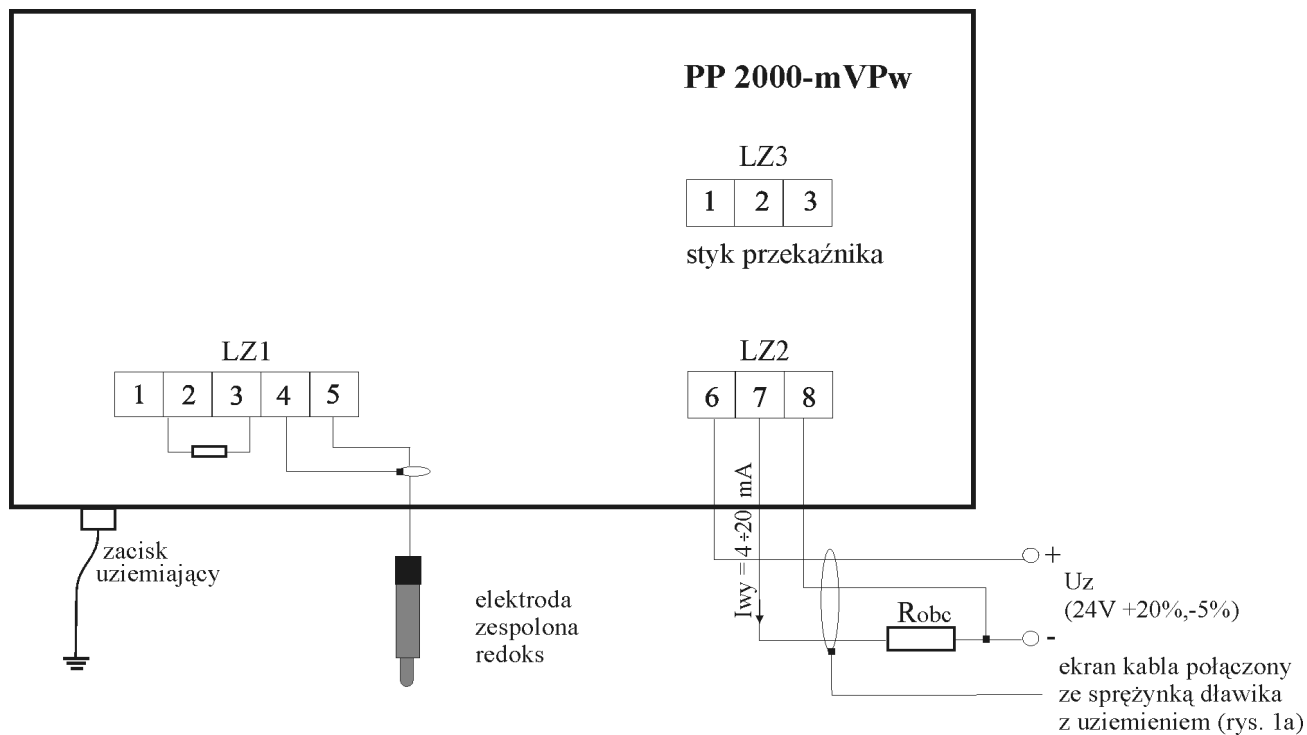 PP 2000-mVPw
LZ3
1 2 3
styk przekaźnika
LZ1
1 2 3 4 5
LZ2
6 7 8
Iwy = 4÷20 mA
zacisk
uziemiający
elektroda
zespolona
redoks
+
Uz
(24V +20%,-5%)
Robc
-
ekran kabla połączony
ze sprężynką dławika
z uziemieniem (rys. 1a)